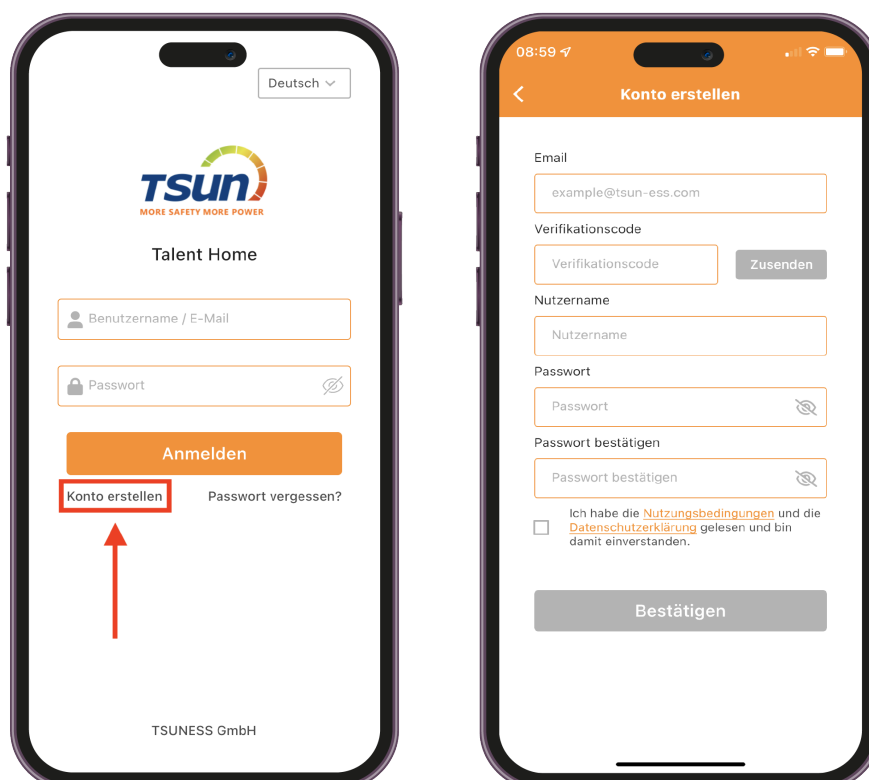 Deutsch
TSUN
MORE SAFETY MORE POWER
Talent Home
Benutzername / E-Mail
Passwort
Anmelden
Konto erstellen
Passwort vergessen?
TSUNESS GmbH
08:59
Konto erstellen
Email
example@tsun-ess.com
Verifikationscode
Verifikationscode
Zusenden
Nutzername
Nutzername
Passwort
Passwort
Passwort bestätigen
Passwort bestätigen
Ich habe die Nutzungsbedingungen und die
Datenschutzerklärung gelesen und bin
damit einverstanden.
Bestätigen